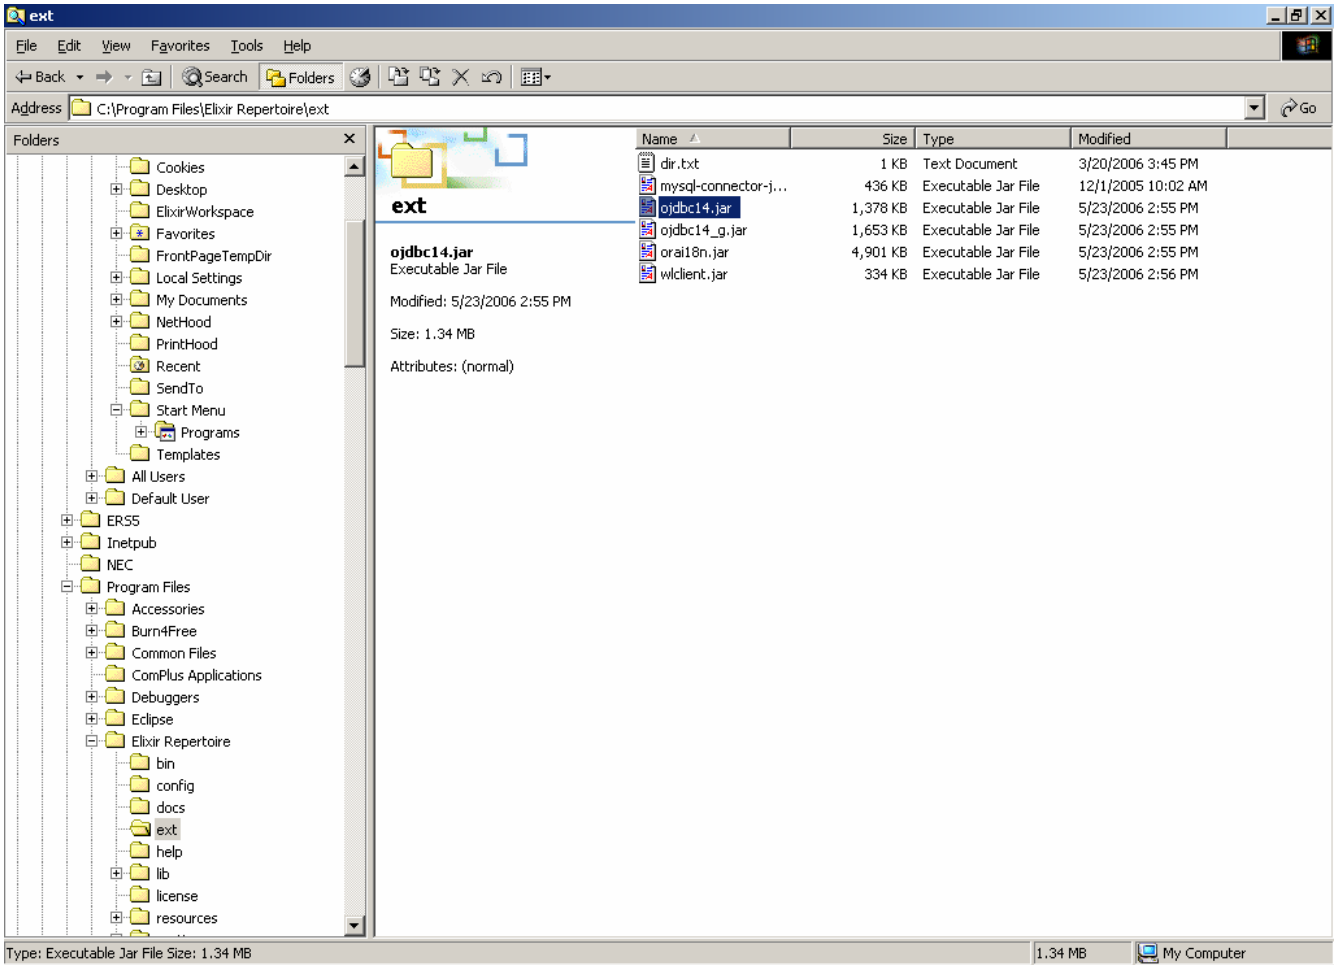 ext
File Edit View Favorites Tools Help
Back Search Folders
Address C:\Program Files\Elixir Repertoire\ext Go
Folders
Cookies
Desktop
ElixirWorkspace
Favorites
FrontPageTempDir
Local Settings
My Documents
NetHood
PrintHood
Recent
SendTo
Start Menu
Programs
Templates
All Users
Default User
ERS5
Inetpub
NEC
Program Files
Accessories
Burn4Free
Common Files
ComPlus Applications
Debuggers
Eclipse
Elixir Repertoire
bin
config
docs
ext
help
lib
license
resources
ext
ojdbc14.jar
Executable Jar File
Modified: 5/23/2006 2:55 PM
Size: 1.34 MB
Attributes: (normal)
Name Size Type Modified
dir.txt 1 KB Text Document 3/20/2006 3:45 PM
mysql-connector-j... 436 KB Executable Jar File 12/1/2005 10:02 AM
ojdbc14.jar 1,378 KB Executable Jar File 5/23/2006 2:55 PM
ojdbc14_g.jar 1,653 KB Executable Jar File 5/23/2006 2:55 PM
orai18n.jar 4,901 KB Executable Jar File 5/23/2006 2:55 PM
wlclient.jar 334 KB Executable Jar File 5/23/2006 2:56 PM
Type: Executable Jar File Size: 1.34 MB 1.34 MB My Computer